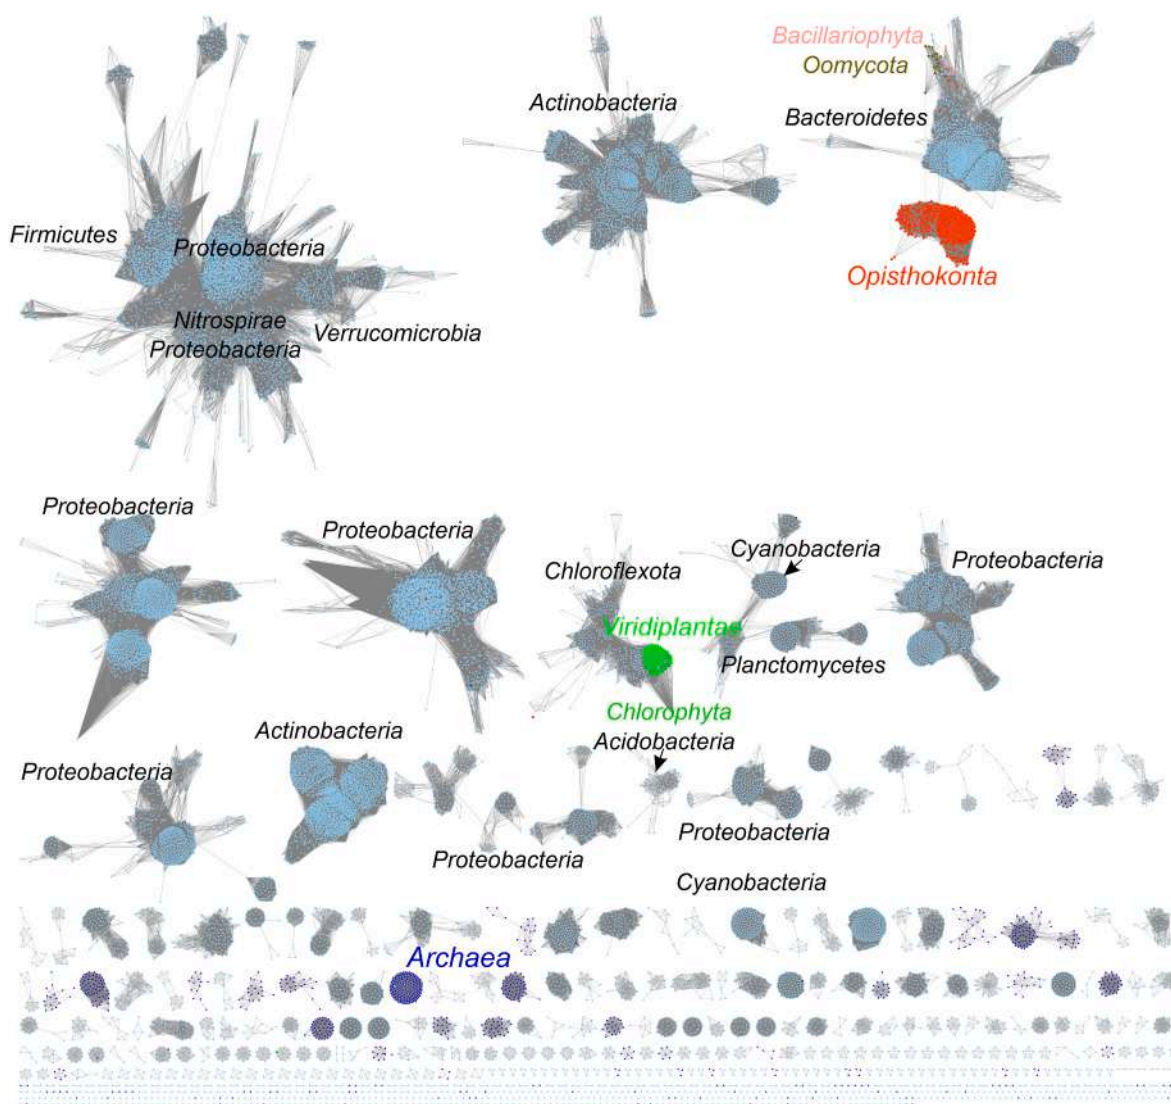 Bacillariophyta
Oomycota
Actinobacteria
Bacteroidetes
Firmicutes
Proteobacteria
Opisthokonta
Nitrospirae
Verrucomicrobia
Proteobacteria
Proteobacteria
Proteobacteria
Cyanobacteria
Proteobacteria
Chloroflexota
Viridiplantae
Planctomycetes
Chlorophyta
Actinobacteria
Acidobacteria
Proteobacteria
Proteobacteria
Proteobacteria
Cyanobacteria
Archaea